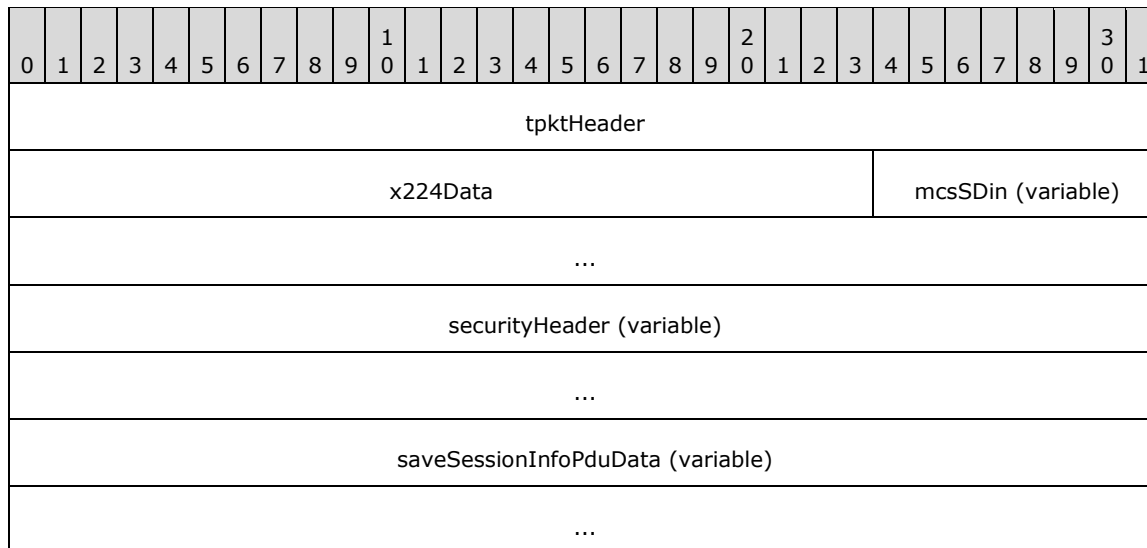 1 2 3
0 1 2 3 4 5 6 7 8 9 0 1 2 3 4 5 6 7 8 9 0 1 2 3 4 5 6 7 8 9 0 1
tpktHeader
x224Data mcsSDin (variable)
...
securityHeader (variable)
...
saveSessionInfoPduData (variable)
...